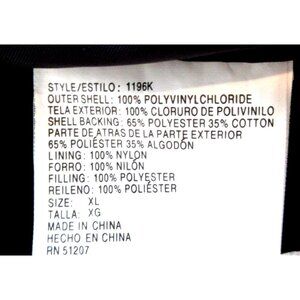 STYLE/ESTILO: 1196K
OUTER SHELL: 100% POLYVINYLCHLORIDE
TELA EXTERIOR: 100% CLORURO DE POLIVINILO
SHELL BACKING: 65% POLYESTER 35% COTTON
PARTE DE ATRAS DE LA PARTE EXTERIOR
65% POLIÉSTER 35% ALGODÓN
LINING: 100% NYLON
FORRO: 100% NILÓN
FILLING: 100% POLYESTER
REILENO: 100% POLIÉSTER
SIZE: XL
TALLA: XG
MADE IN CHINA
HECHO EN CHINA
RN 51207